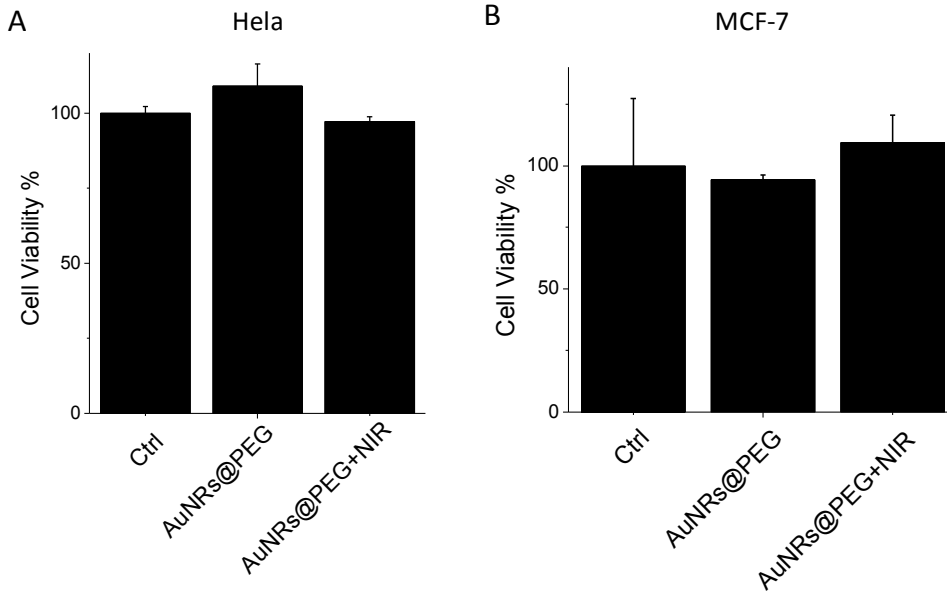 A
Hela
Cell Viability %
100
50
0
Ctrl
AuNRs@PEG
AuNRs@PEG+NIR
B
MCF-7
Cell Viability %
100
50
0
Ctrl
AuNRs@PEG
AuNRs@PEG+NIR